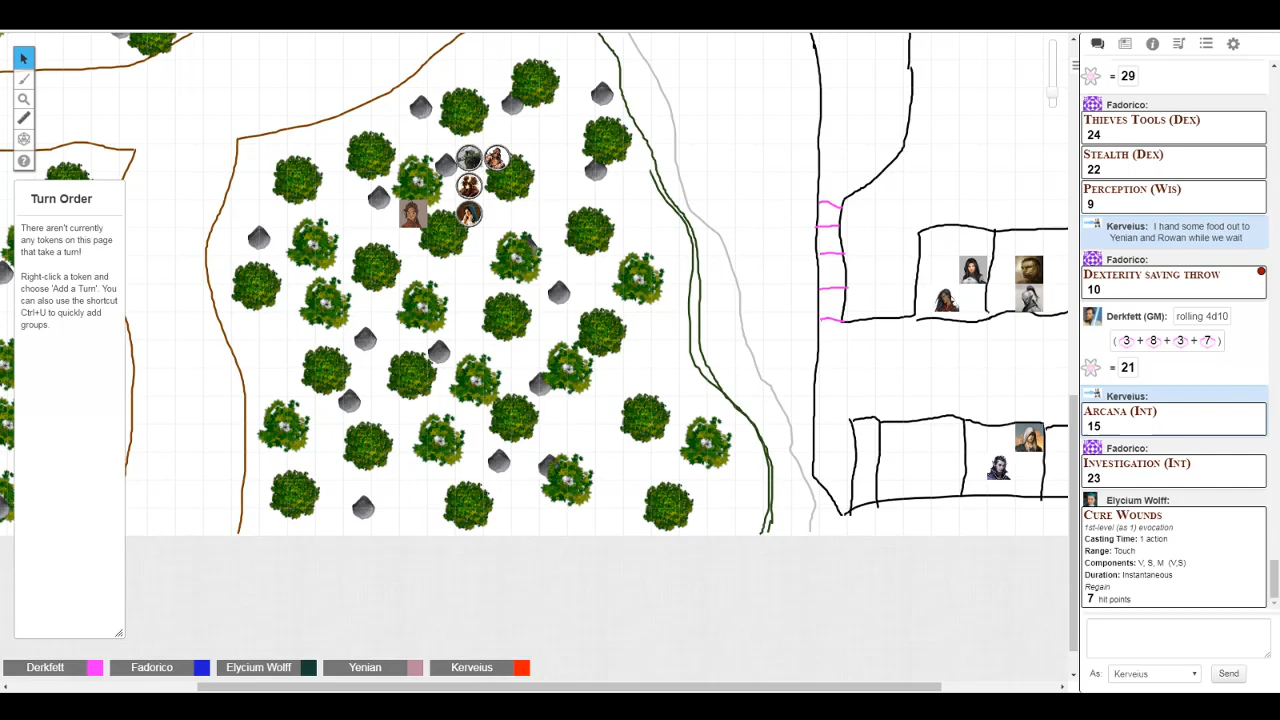 Turn Order
There aren't currently
any tokens on this page
that take a turn!
Right-click a token and
choose 'Add a Turn'. You
can also use the shortcut
Ctrl+U to quickly add
groups.
Derkfett
Fadorico
Elycium Wolff
Yenian
Kerveius
= 29
Fadorico:
Thieves Tools (Dex)
24
Stealth (Dex)
22
Perception (Wis)
9
Kerveius: I hand some food out to
Yenian and Rowan while we wait
Fadorico:
Dexterity saving throw
10
Derkfett (GM): rolling 4d10
(3+8+3+7)
= 21
Kerveius:
Arcana (Int)
15
Fadorico:
Investigation (Int)
23
Elycium Wolff:
Cure Wounds
1st-level (as 1) evocation
Casting Time: 1 action
Range: Touch
Components: V, S, M (V,S)
Duration: Instantaneous
Regain
7 hit points
As: Kerveius Send